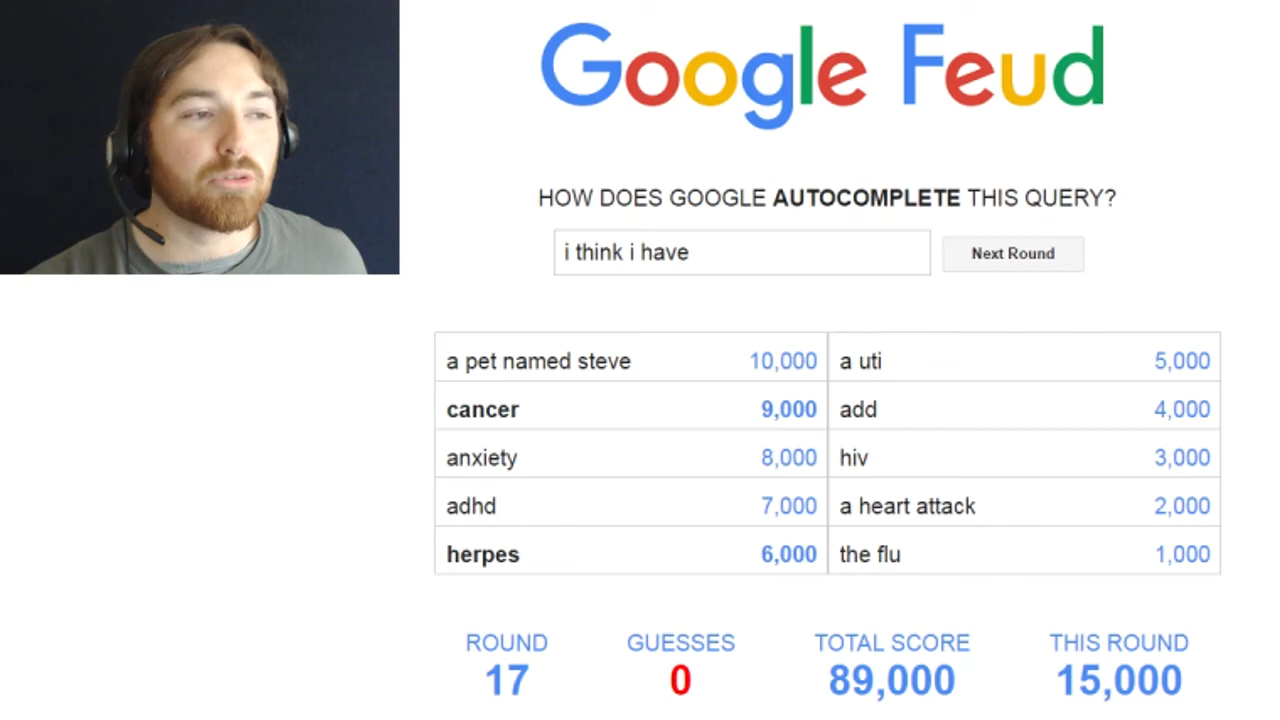 Google Feud
HOW DOES GOOGLE AUTOCOMPLETE THIS QUERY?
i think i have
Next Round
a pet named steve 10,000 a uti 5,000
cancer 9,000 add 4,000
anxiety 8,000 hiv 3,000
adhd 7,000 a heart attack 2,000
herpes 6,000 the flu 1,000
ROUND GUESSES TOTAL SCORE THIS ROUND
17 0 89,000 15,000